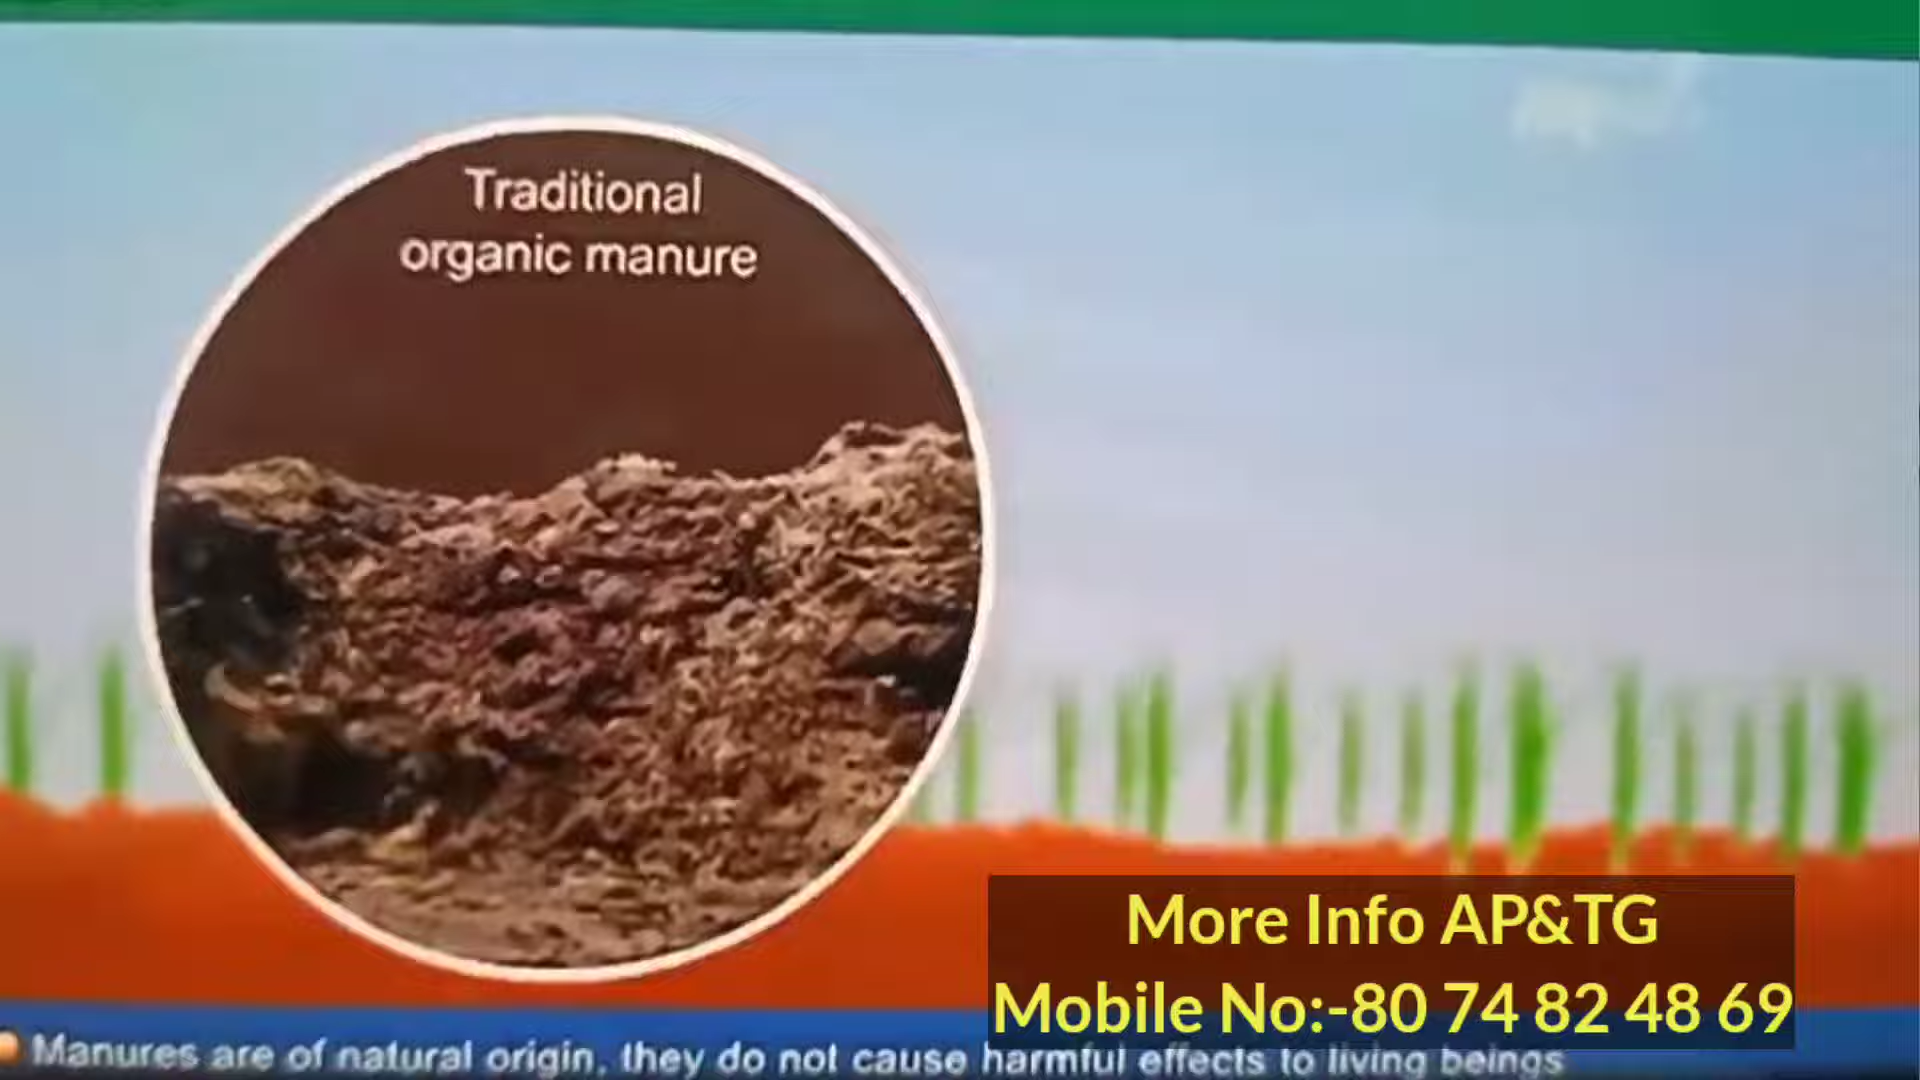 Traditional
organic manure
More Info AP&TG
Mobile No:-80 74 82 48 69
Manures are of natural origin, they do not cause harmful effects to living beings